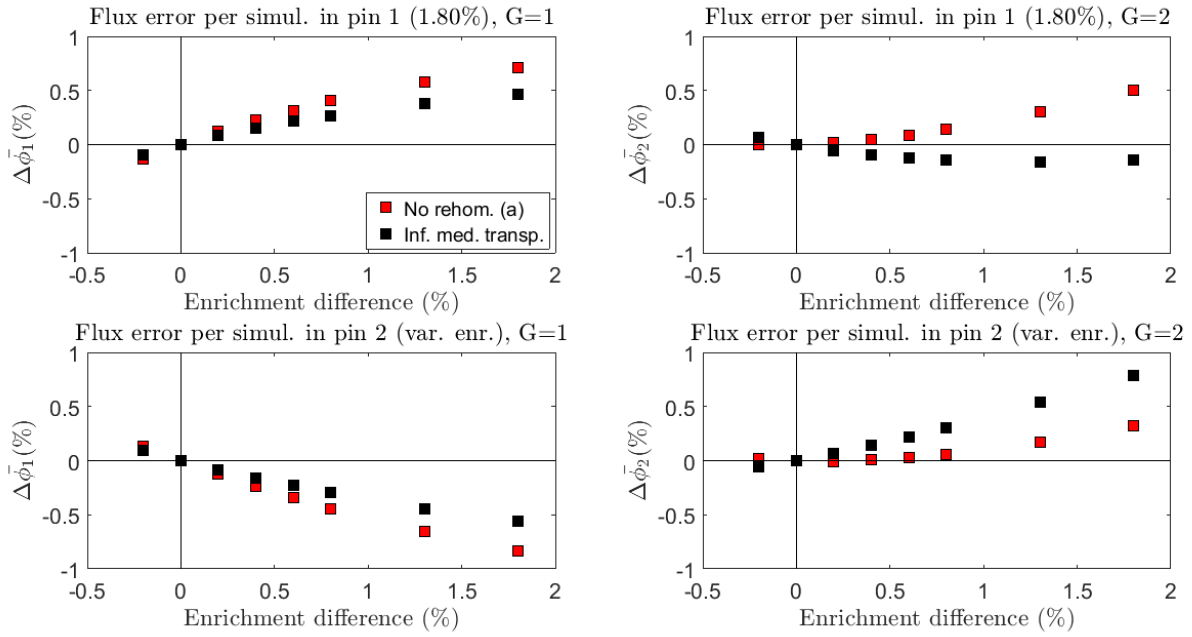 Flux error per simul. in pin 1 (1.80%), G=1
1
0.5
0
-0.5
-1
Δϕ̄₁(%)
No rehom. (a)
Inf. med. transp.
-0.5 0 0.5 1 1.5 2
Enrichment difference (%)
Flux error per simul. in pin 1 (1.80%), G=2
1
0.5
0
-0.5
-1
Δϕ̄₂(%)
-0.5 0 0.5 1 1.5 2
Enrichment difference (%)
Flux error per simul. in pin 2 (var. enr.), G=1
1
0.5
0
-0.5
-1
Δϕ̄₁(%)
-0.5 0 0.5 1 1.5 2
Enrichment difference (%)
Flux error per simul. in pin 2 (var. enr.), G=2
1
0.5
0
-0.5
-1
Δϕ̄₂(%)
-0.5 0 0.5 1 1.5 2
Enrichment difference (%)